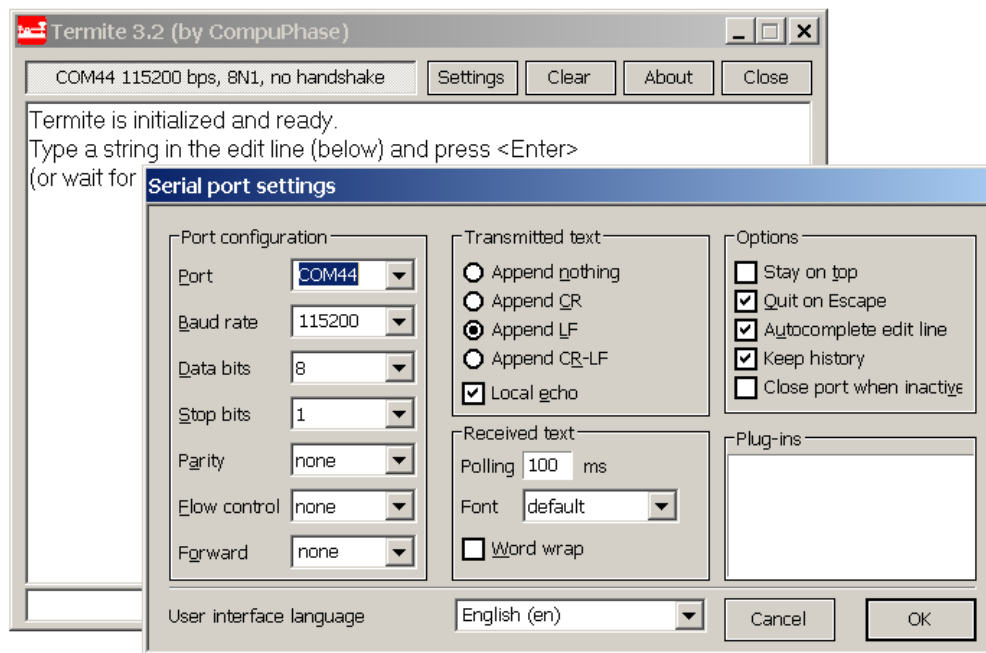 Termite 3.2 (by CompuPhase)
COM44 115200 bps, 8N1, no handshake
Settings
Clear
About
Close
Termite is initialized and ready.
Type a string in the edit line (below) and press <Enter>
(or wait for
Serial port settings
Port configuration
Port
COM44
Baud rate
115200
Data bits
8
Stop bits
1
Parity
none
Flow control
none
Forward
none
Transmitted text
Append nothing
Append CR
Append LF
Append CR-LF
Local echo
Received text
Polling 100 ms
Font
default
Word wrap
Options
Stay on top
Quit on Escape
Autocomplete edit line
Keep history
Close port when inactive
Plug-ins
User interface language
English (en)
Cancel
OK